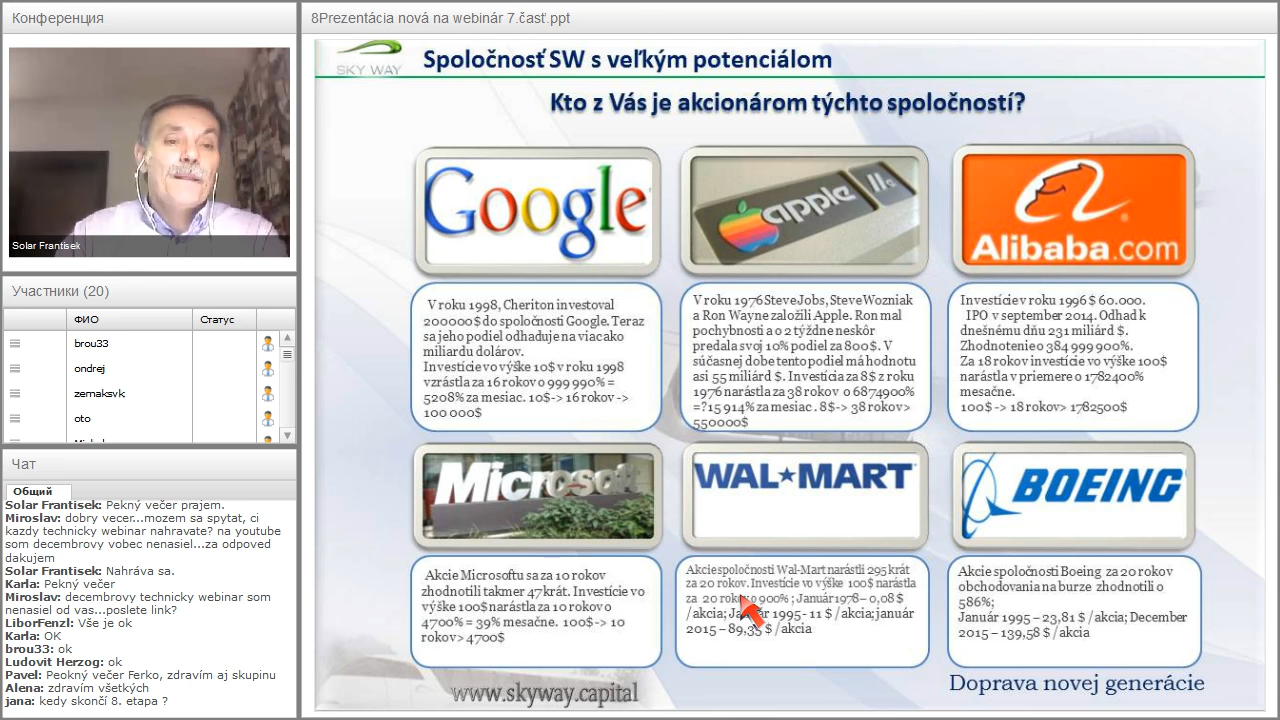 Конференция
Solar Frantisek
Участники (20)
ФИО
Статус
brou33
ondrej
zemaksvk
oto
Чат
Общий
Solar Frantisek: Pekný večer prajem.
Miroslav: dobry vecer...mozem sa spytat, ci
kazdy technicky webinar nahravate? na youtube
som decembrovy vobec nenasiel...za odpoved
dakujem
Solar Frantisek: Nahráva sa.
Karla: Pekný večer
Miroslav: decembrovy technicky webinar som
nenasiel od vas...poslete link?
LiborFenzl: Vše je ok
Karla: OK
brou33: ok
Ludovit Herzog: ok
Pavel: Peokný večer Ferko, zdravím aj skupinu
Alena: zdravím všetkých
jana: kedy skončí 8. etapa ?
8Prezentácia nová na webinár 7.časť.ppt
SKY WAY
Spoločnosť SW s veľkým potenciálom
Kto z Vás je akcionárom týchto spoločností?
Google
apple
Alibaba.com
V roku 1998, Cheriton investoval
200000$ do spoločnosti Google. Teraz
sa jeho podiel odhaduje na viac ako
miliardu dolárov.
Investície vo výške 10$ v roku 1998
vzrástla za 16 rokov o 999 990% =
5208% za mesiac. 10$-> 16 rokov ->
100 000$
V roku 1976 Steve Jobs, Steve Wozniak
a Ron Wayne založili Apple. Ron mal
pochybnosti a o 2 týždne neskôr
predala svoj 10% podiel za 800$. V
súčasnej dobe tento podiel má hodnotu
asi 55 miliárd $. Investícia za 8$ z roku
1976 narástla za 38 rokov o 6874900%
=?15 914% za mesiac . 8$-> 38 rokov>
550000$
Investície v roku 1996 $ 60.000.
IPO v september 2014. Odhad k
dnešnému dňu 231 miliárd $.
Zhodnotenie o 384 999 900%.
Za 18 rokov investície vo výške 100$
narástla v priemere o 1782400%
mesačne.
100$ -> 18 rokov> 1782500$
Microsoft
WAL★MART
BOEING
Akcie Microsoftu sa za 10 rokov
zhodnotili takmer 47 krát. Investície vo
výške 100$ narástla za 10 rokov o
4700% = 39% mesačne. 100$-> 10
rokov> 4700$
Akcie spoločnosti Wal-Mart narástli 295 krát
za 20 rokov. Investície vo výške 100$ narástla
za 20 rokov o 900% ; Január 1978 – 0,08 $
/akcia; Január 1995 - 11 $ /akcia; január
2015 – 89,35 $ /akcia
Akcie spoločnosti Boeing za 20 rokov
obchodovania na burze zhodnotili o
586%;
Január 1995 – 23,81 $ /akcia; December
2015 – 139,58 $ /akcia
www.skyway.capital
Doprava novej generácie